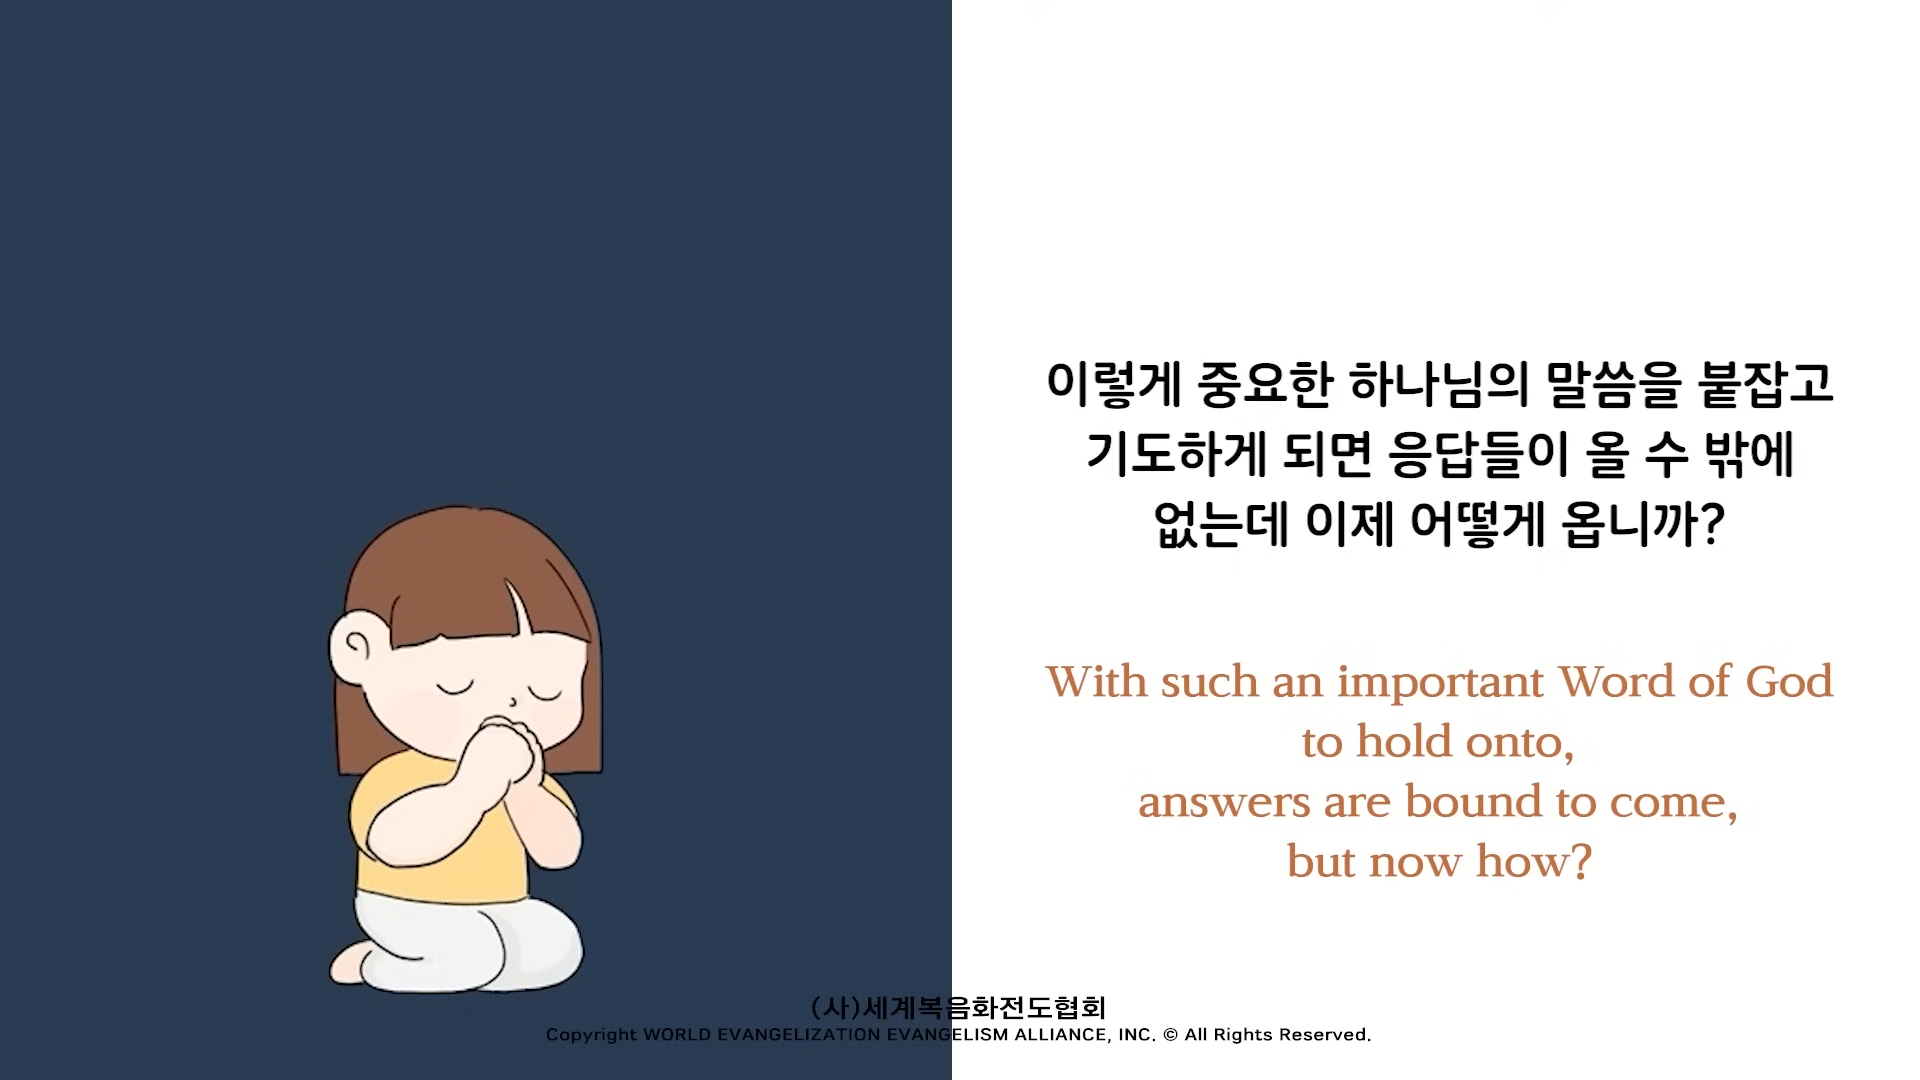 이렇게 중요한 하나님의 말씀을 붙잡고
기도하게 되면 응답들이 올 수 밖에
없는데 이제 어떻게 옵니까?
With such an important Word of God
to hold onto,
answers are bound to come,
but now how?
(사)세계복음화전도협회
Copyright WORLD EVANGELIZATION EVANGELISM ALLIANCE, INC. © All Rights Reserved.